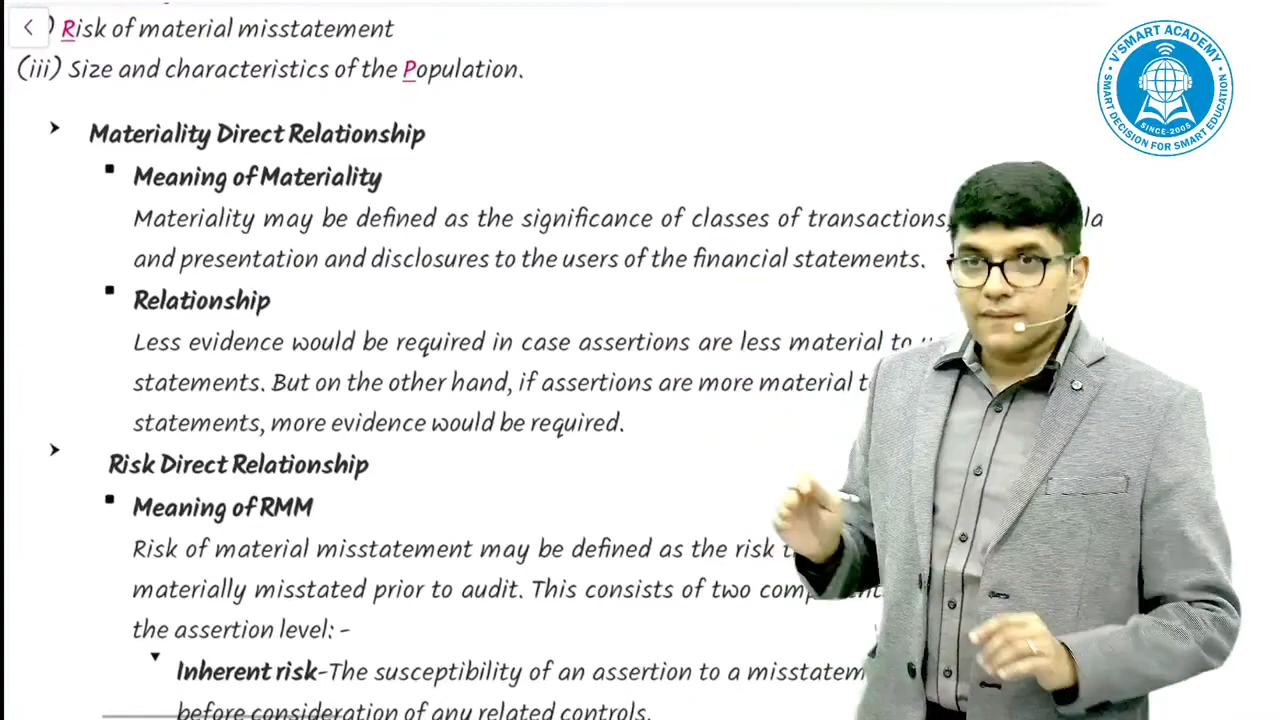 ) Risk of material misstatement
(iii) Size and characteristics of the Population.
Materiality Direct Relationship
Meaning of Materiality
Materiality may be defined as the significance of classes of transactions,
and presentation and disclosures to the users of the financial statements.
Relationship
Less evidence would be required in case assertions are less material to
statements. But on the other hand, if assertions are more material
statements, more evidence would be required.
Risk Direct Relationship
Meaning of RMM
Risk of material misstatement may be defined as the risk
materially misstated prior to audit. This consists of two
the assertion level: -
Inherent risk-The susceptibility of an assertion to a
before consideration of any related controls.
V'SMART ACADEMY
SMART DECISION FOR SMART EDUCATION
SINCE-2005